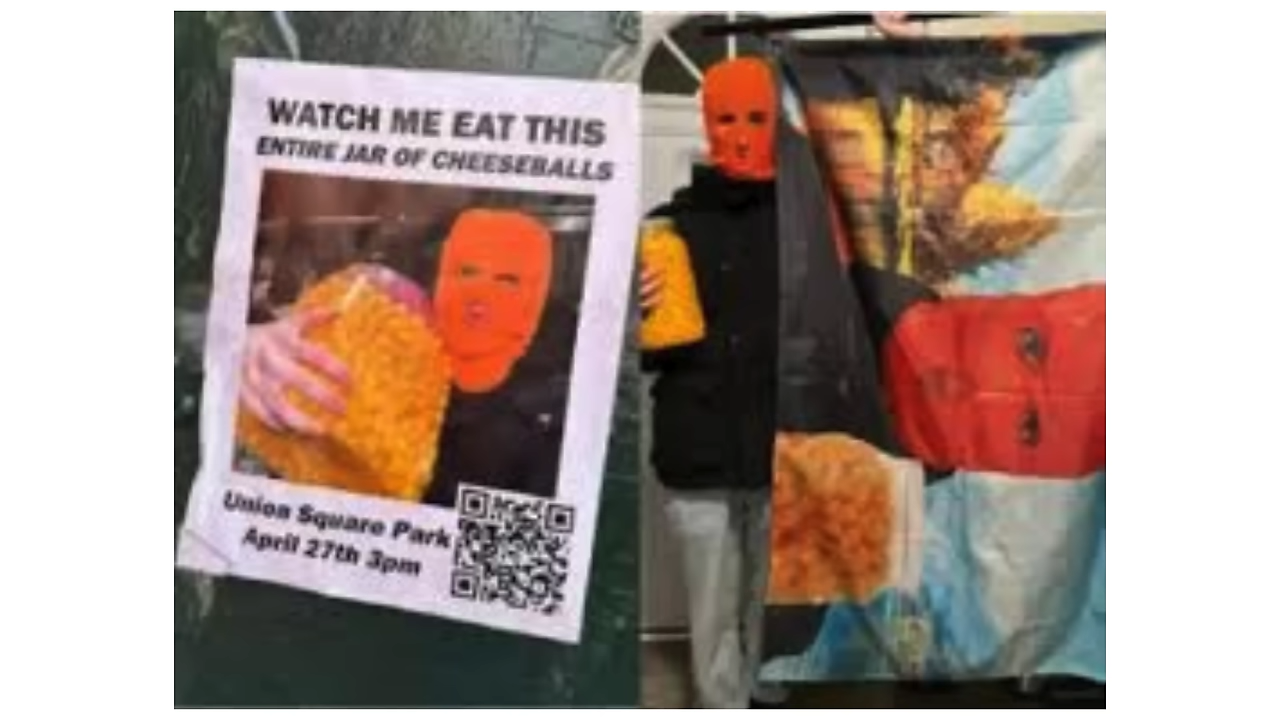 WATCH ME EAT THIS
ENTIRE JAR OF CHEESEBALLS
Union Square Park
April 27th 3pm